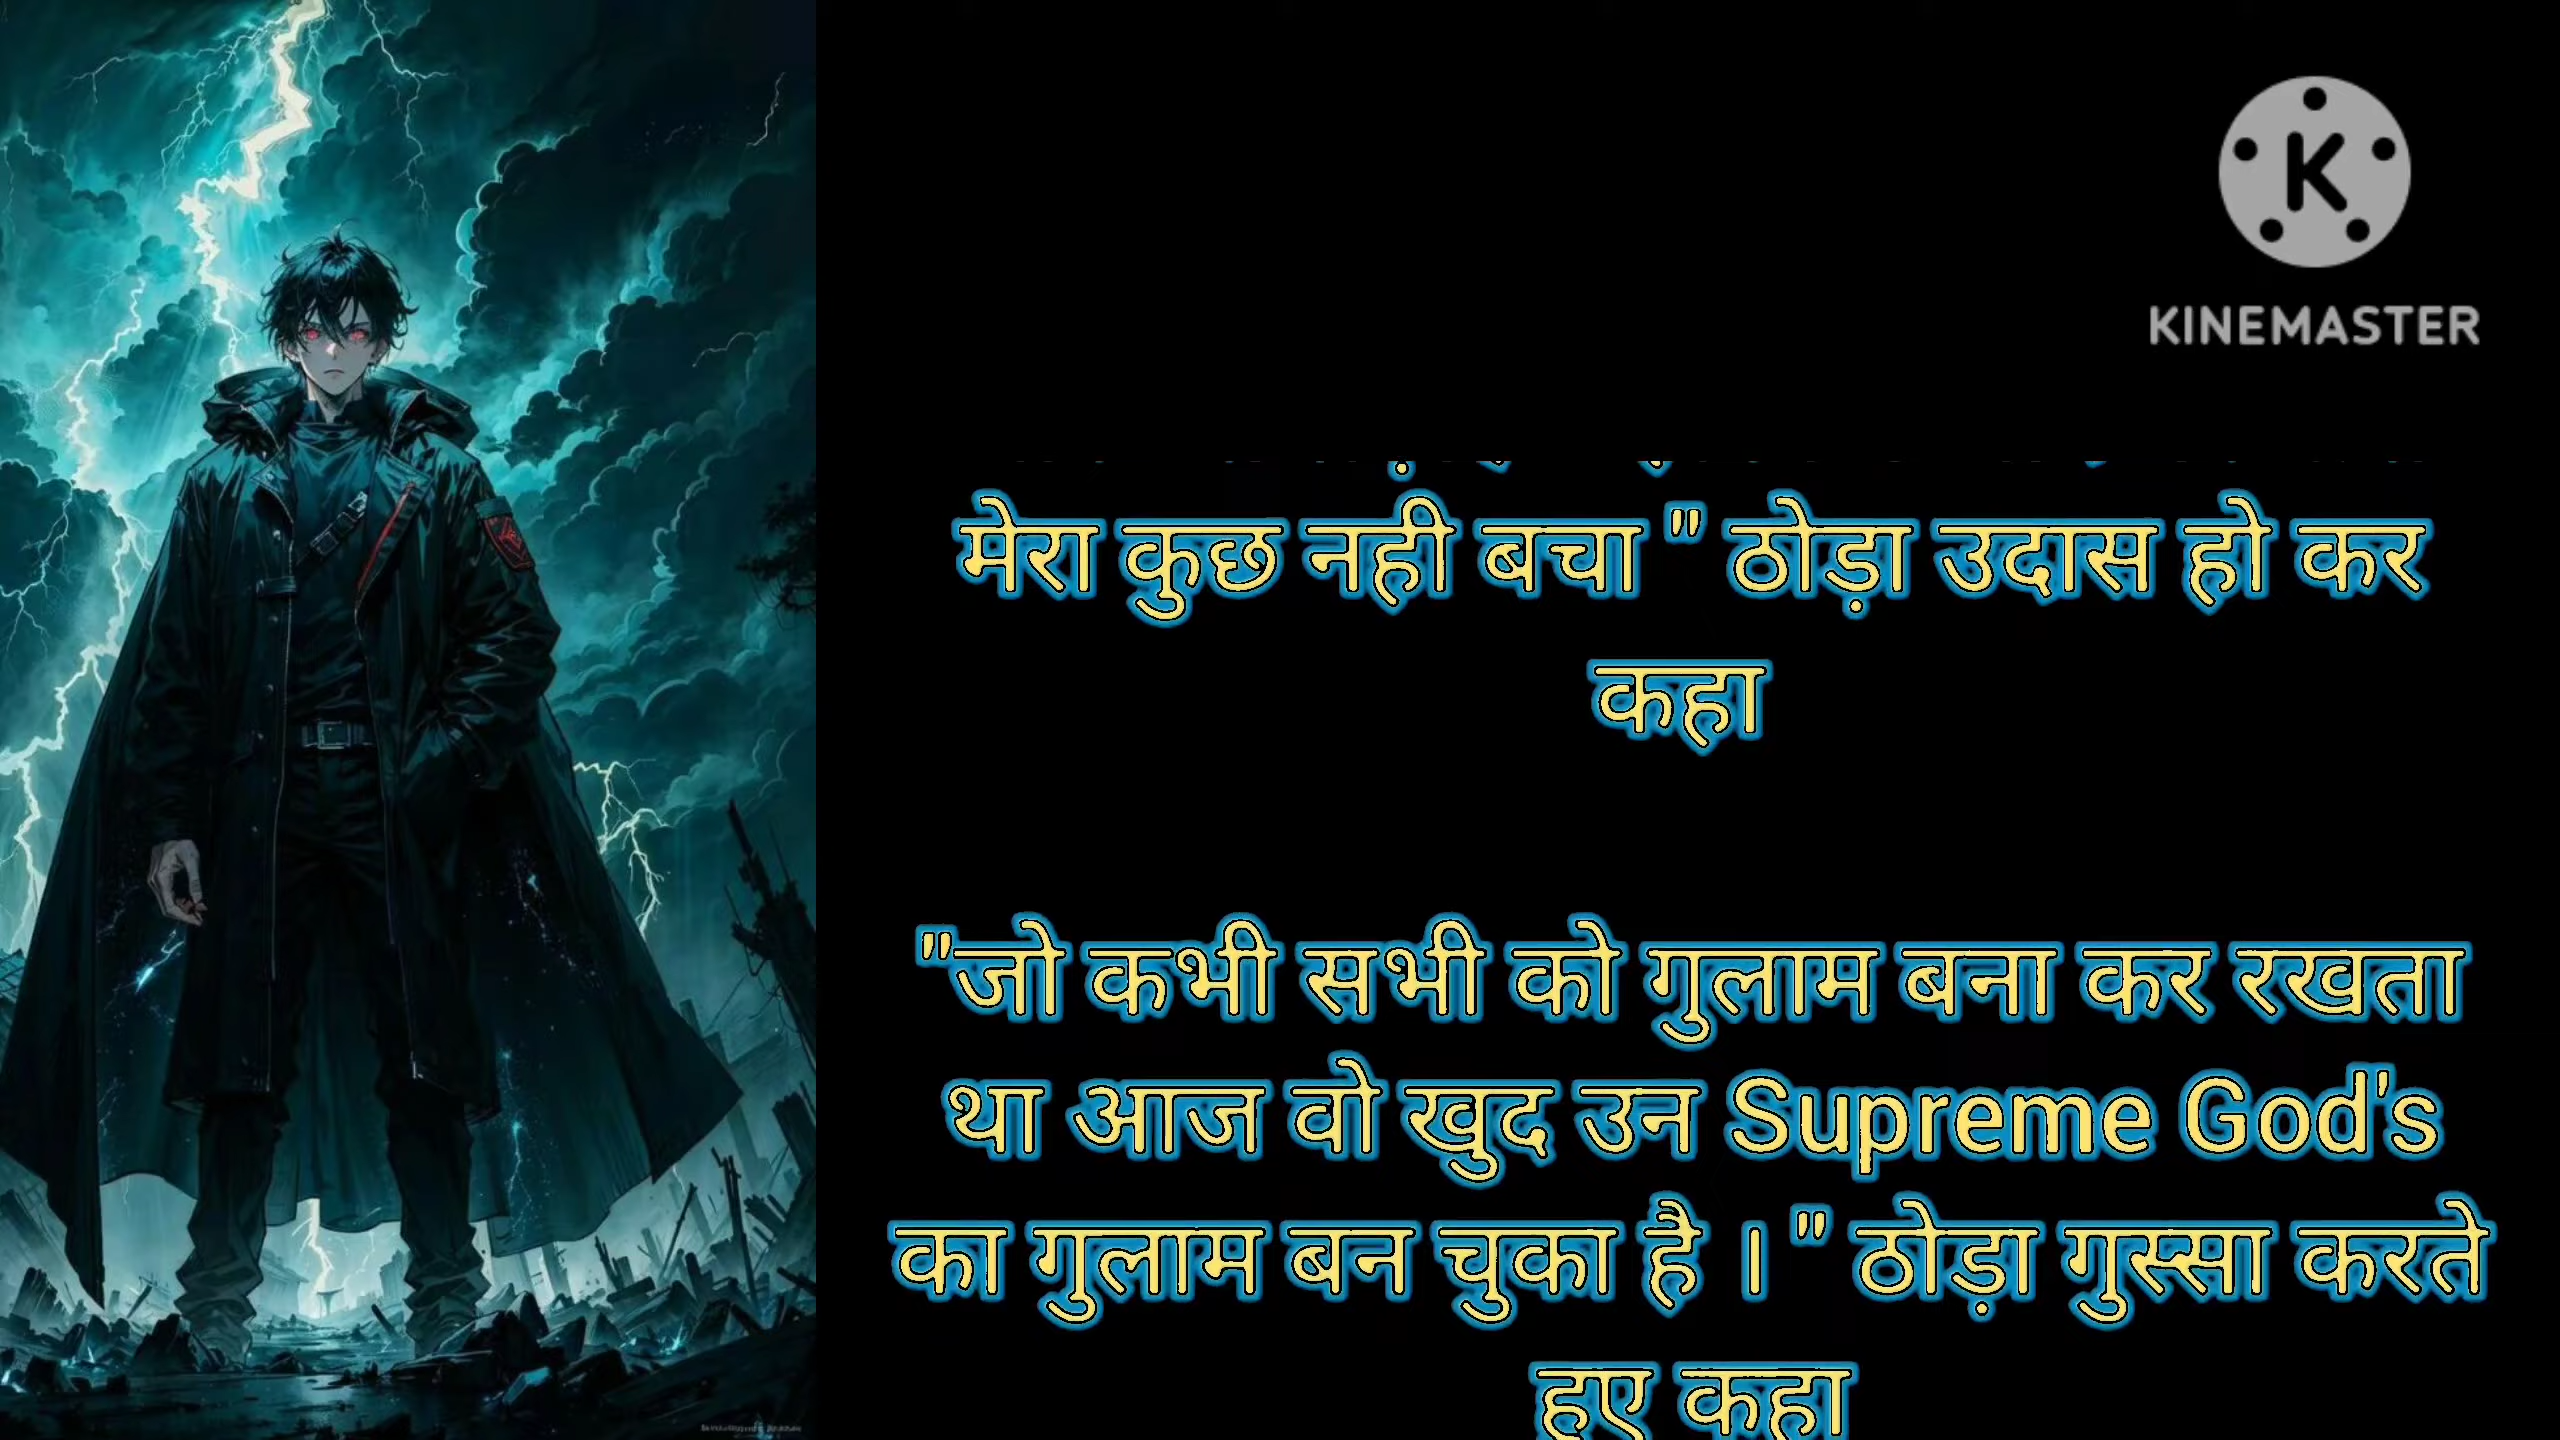 K
KINEMASTER
मेरा कुछ नही बचा " ठोड़ा उदास हो कर
कहा
"जो कभी सभी को गुलाम बना कर रखता
था आज वो खुद उन Supreme God's
का गुलाम बन चुका है । " ठोड़ा गुस्सा करते
हुए कहा